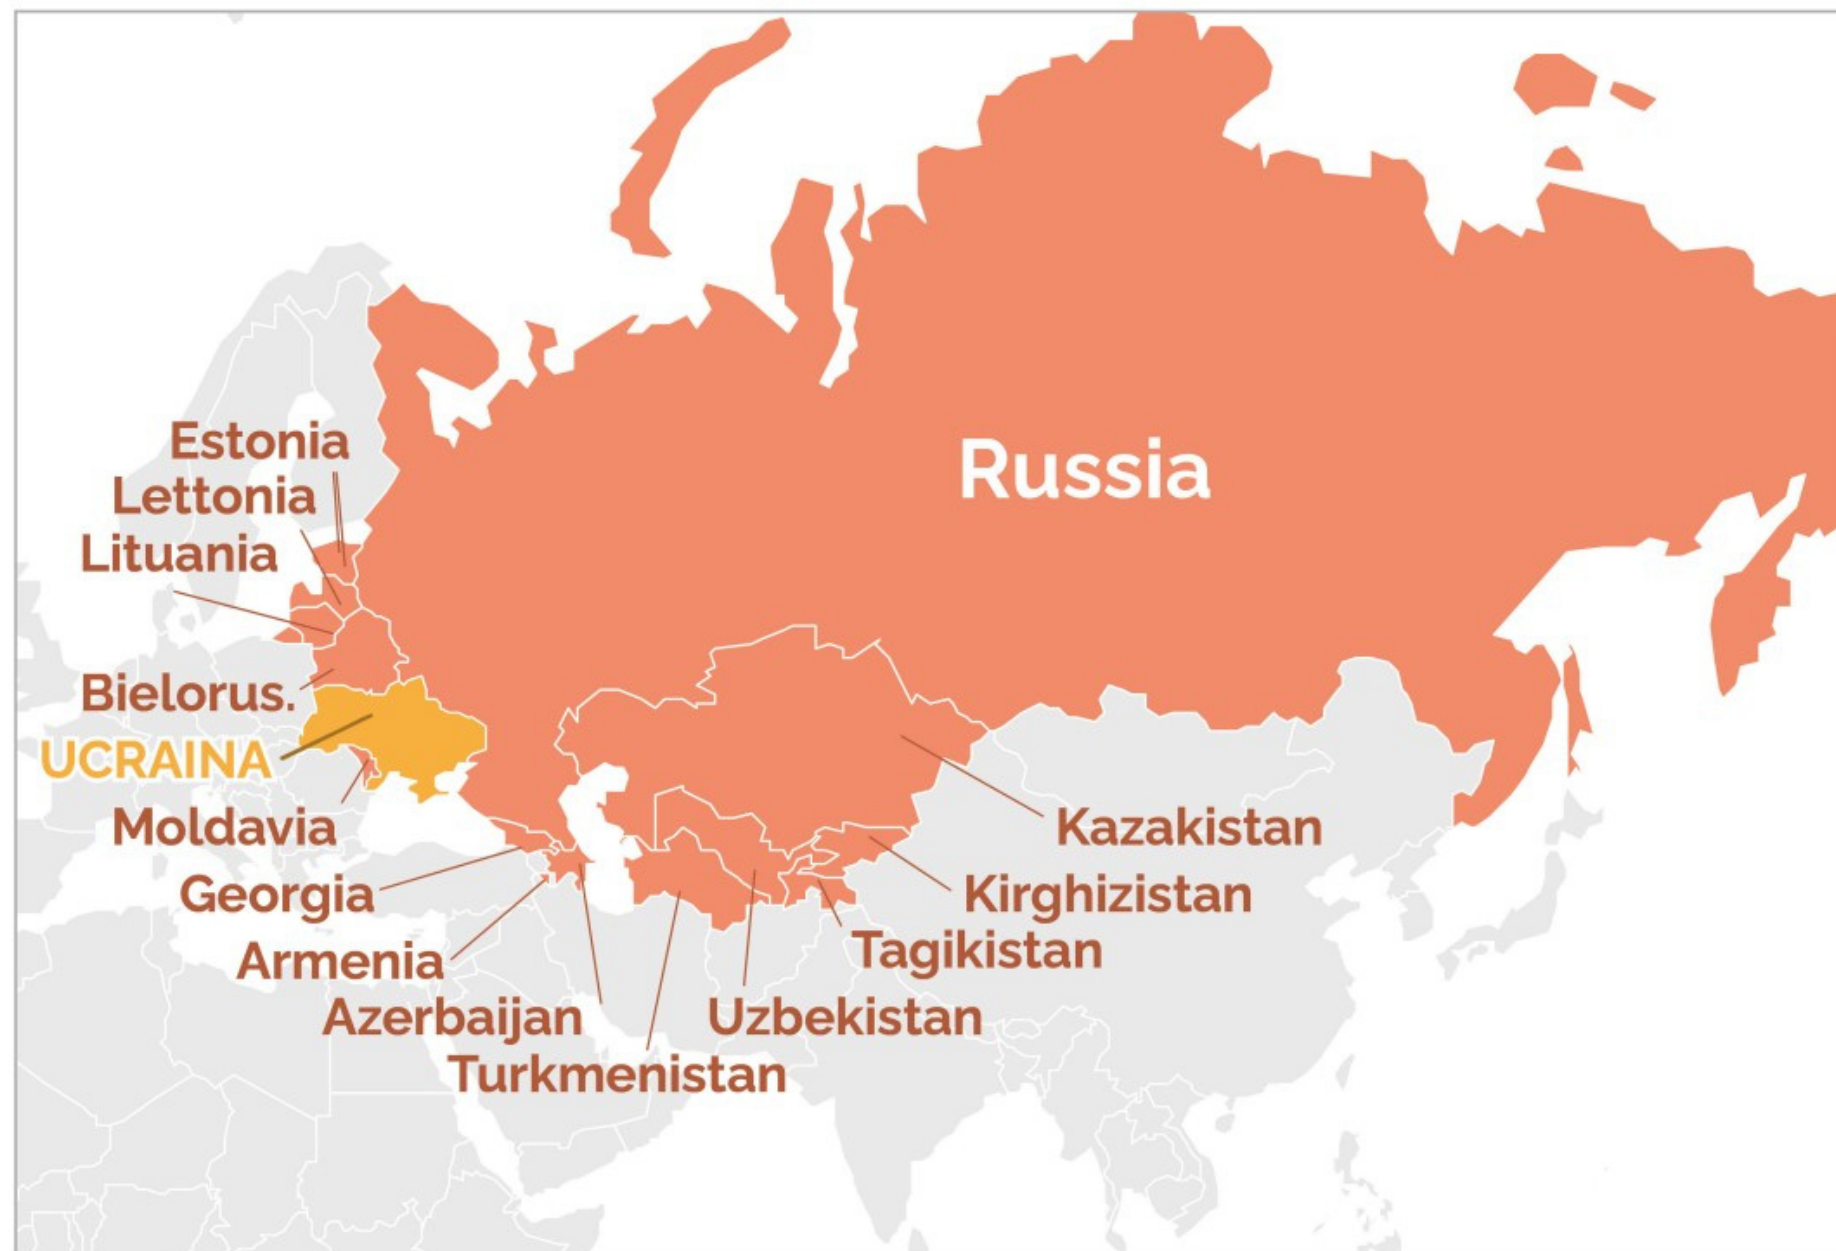 Russia
Estonia
Lettonia
Lituania
Bielorus.
UCRAINA
Moldavia
Georgia
Armenia
Azerbaijan
Turkmenistan
Uzbekistan
Tagikistan
Kirghizistan
Kazakistan